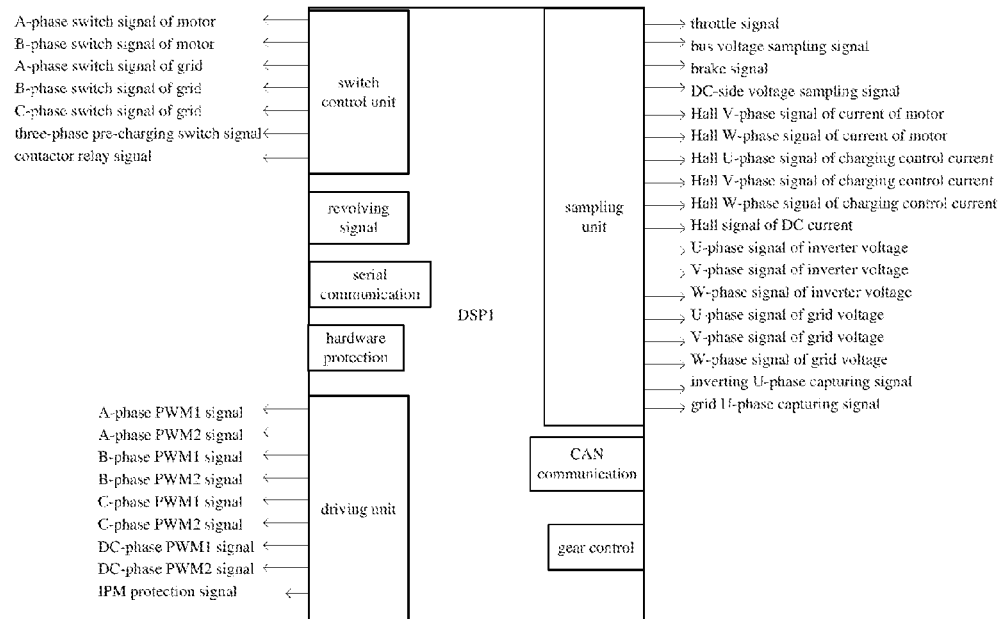 A-phase switch signal of motor
B-phase switch signal of motor
A-phase switch signal of grid
B-phase switch signal of grid
C-phase switch signal of grid
three-phase pre-charging switch signal
contactor relay signal
switch
control unit
revolving
signal
serial
communication
hardware
protection
A-phase PWM1 signal
A-phase PWM2 signal
B-phase PWM1 signal
B-phase PWM2 signal
C-phase PWM1 signal
C-phase PWM2 signal
DC-phase PWM1 signal
DC-phase PWM2 signal
IPM protection signal
driving unit
DSP1
sampling
unit
throttle signal
bus voltage sampling signal
brake signal
DC-side voltage sampling signal
Hall V-phase signal of current of motor
Hall W-phase signal of current of motor
Hall U-phase signal of charging control current
Hall V-phase signal of charging control current
Hall W-phase signal of charging control current
Hall signal of DC current
U-phase signal of inverter voltage
V-phase signal of inverter voltage
W-phase signal of inverter voltage
U-phase signal of grid voltage
V-phase signal of grid voltage
W-phase signal of grid voltage
inverting U-phase capturing signal
grid U-phase capturing signal
CAN
communication
gear control